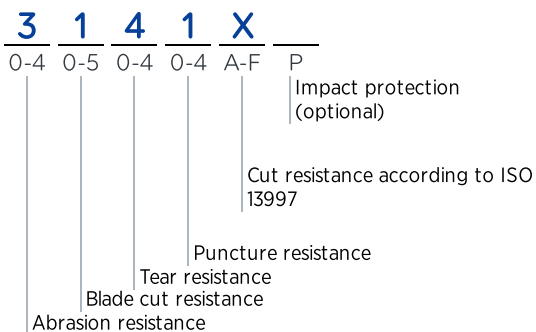 3 1 4 1 X
0-4 0-5 0-4 0-4 A-F P
Impact protection
(optional)
Cut resistance according to ISO
13997
Puncture resistance
Tear resistance
Blade cut resistance
Abrasion resistance